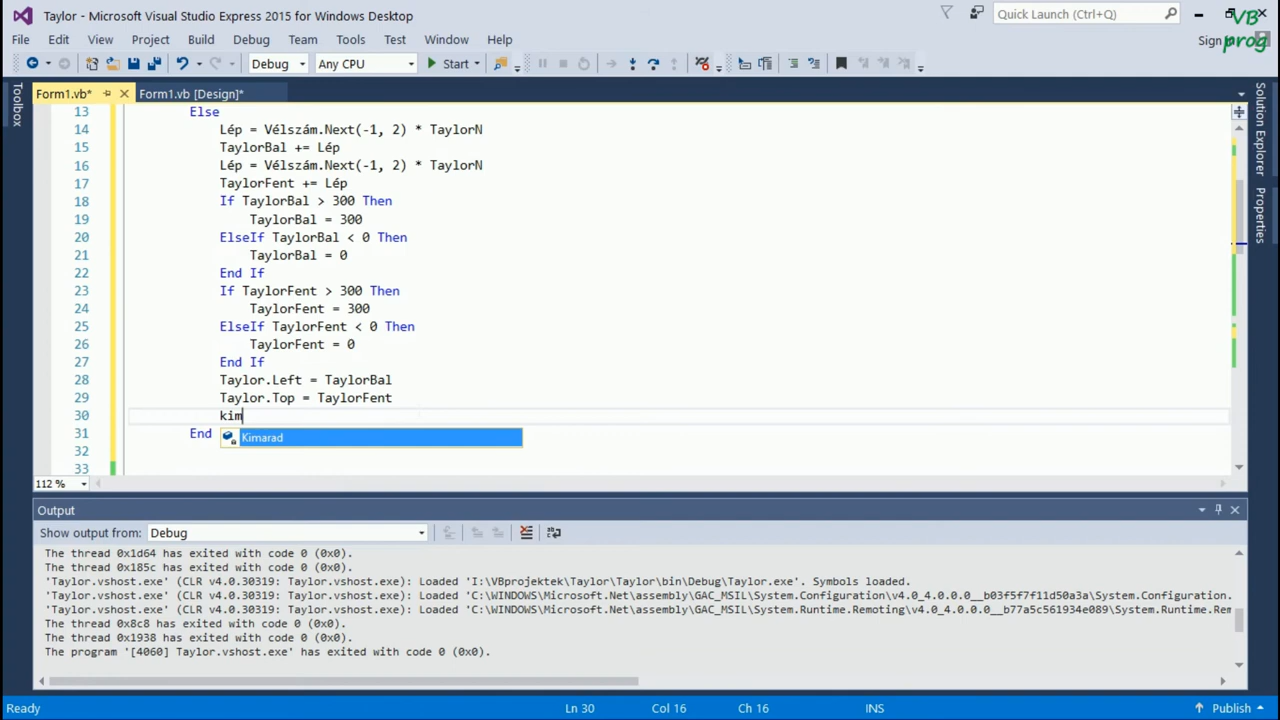 Taylor - Microsoft Visual Studio Express 2015 for Windows Desktop
Quick Launch (Ctrl+Q)
VB
prog
File Edit View Project Build Debug Team Tools Test Window Help
Sign
Debug Any CPU Start
Toolbox
Form1.vb* Form1.vb [Design]*
Solution Explorer
Properties
13 Else
14 Lép = Vélszám.Next(-1, 2) * TaylorN
15 TaylorBal += Lép
16 Lép = Vélszám.Next(-1, 2) * TaylorN
17 TaylorFent += Lép
18 If TaylorBal > 300 Then
19 TaylorBal = 300
20 ElseIf TaylorBal < 0 Then
21 TaylorBal = 0
22 End If
23 If TaylorFent > 300 Then
24 TaylorFent = 300
25 ElseIf TaylorFent < 0 Then
26 TaylorFent = 0
27 End If
28 Taylor.Left = TaylorBal
29 Taylor.Top = TaylorFent
30 kim
31 End
Kimarad
32
33
112 %
Output
Show output from: Debug
The thread 0x1d64 has exited with code 0 (0x0).
The thread 0x185c has exited with code 0 (0x0).
'Taylor.vshost.exe' (CLR v4.0.30319: Taylor.vshost.exe): Loaded 'I:\VBprojektek\Taylor\Taylor\bin\Debug\Taylor.exe'. Symbols loaded.
'Taylor.vshost.exe' (CLR v4.0.30319: Taylor.vshost.exe): Loaded 'C:\WINDOWS\Microsoft.Net\assembly\GAC_MSIL\System.Configuration\v4.0_4.0.0.0__b03f5f7f11d50a3a\System.Configuration.
'Taylor.vshost.exe' (CLR v4.0.30319: Taylor.vshost.exe): Loaded 'C:\WINDOWS\Microsoft.Net\assembly\GAC_MSIL\System.Runtime.Remoting\v4.0_4.0.0.0__b77a5c561934e089\System.Runtime.Rem
The thread 0x8c8 has exited with code 0 (0x0).
The thread 0x1938 has exited with code 0 (0x0).
The program '[4060] Taylor.vshost.exe' has exited with code 0 (0x0).
Ready Ln 30 Col 16 Ch 16 INS Publish